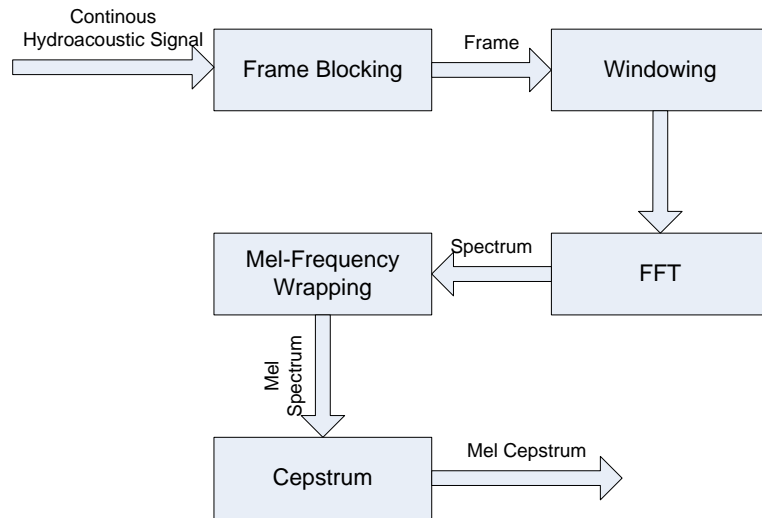 Continous
Hydroacoustic Signal
Frame Blocking
Frame
Windowing
Spectrum
Mel-Frequency
Wrapping
FFT
Mel
Spectrum
Cepstrum
Mel Cepstrum